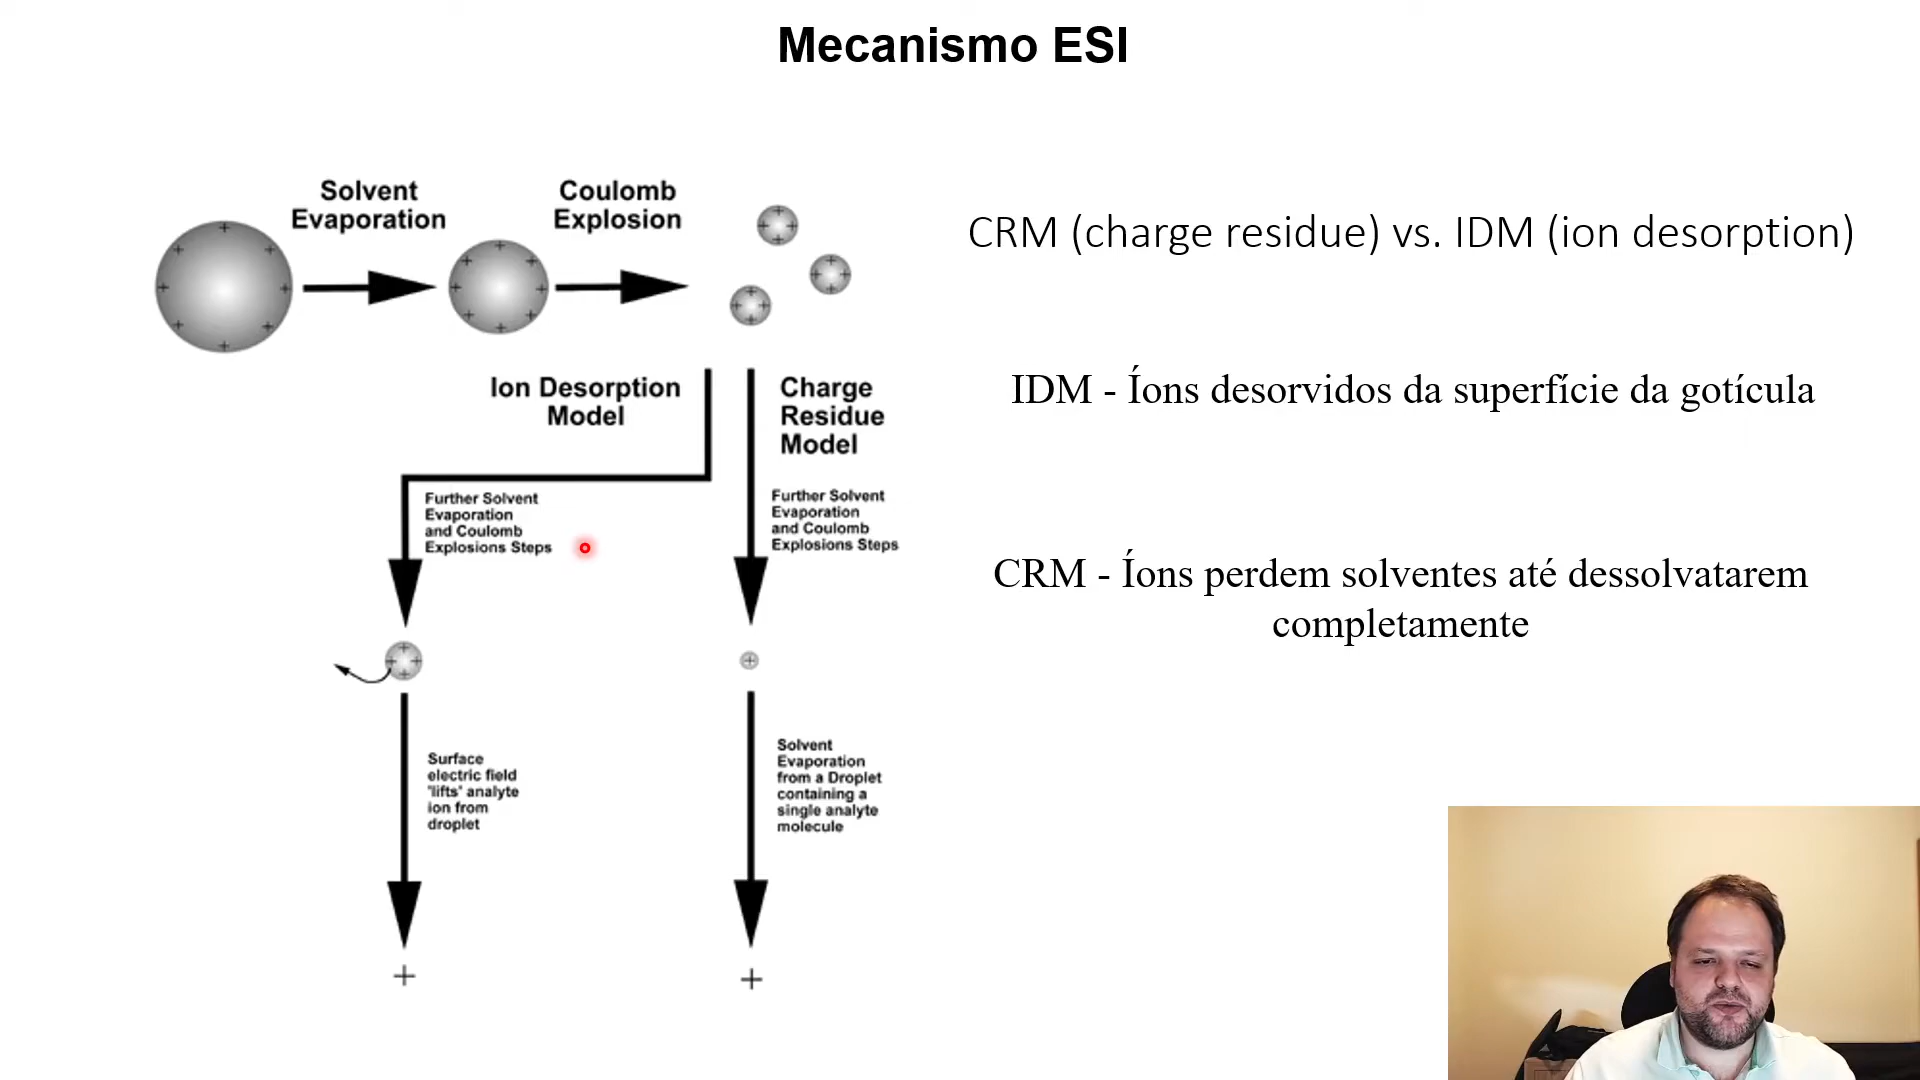 Mecanismo ESI
Solvent
Evaporation
Coulomb
Explosion
CRM (charge residue) vs. IDM (ion desorption)
Ion Desorption
Model
Charge
Residue
Model
IDM - Íons desorvidos da superfície da gotícula
Further Solvent
Evaporation
and Coulomb
Explosions Steps
Further Solvent
Evaporation
and Coulomb
Explosions Steps
CRM - Íons perdem solventes até dessolvatarem
completamente
Surface
electric field
'lifts' analyte
ion from
droplet
Solvent
Evaporation
from a Droplet
containing a
single analyte
molecule
+
+